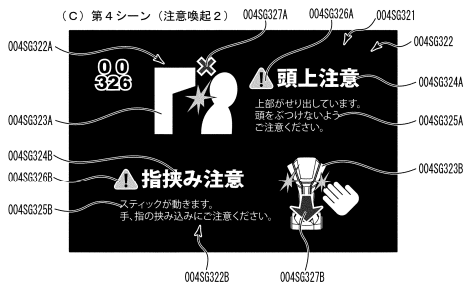 (C) 第4シーン(注意喚起2)
004SG327A
004SG326A
004SG321
004SG322
004SG322A
00
326
頭上注意
004SG324A
上部がせり出しています。
頭をぶつけないよう
ご注意ください。
004SG325A
004SG323A
004SG324B
004SG323B
004SG326B
指挟み注意
004SG325B
スティックが動きます。
手、指の挟み込みにご注意ください。
004SG322B
004SG327B